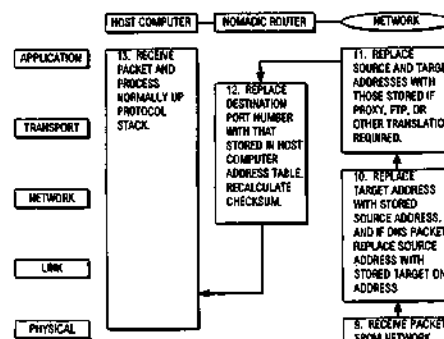 HOST COMPUTER
NOMADIC ROUTER
NETWORK
APPLICATION
TRANSPORT
NETWORK
LINK
PHYSICAL
13. RECEIVE
PACKET AND
PROCESS
NORMALLY UP
PROTOCOL
STACK.
12. REPLACE
DESTINATION
PORT NUMBER
WITH THAT
STORED IN HOST
COMPUTER
ADDRESS TABLE.
RECALCULATE
CHECKSUM.
11. REPLACE
SOURCE AND TARGET
ADDRESSES WITH
THOSE STORED IF
PROXY, FTP, OR
OTHER TRANSLATION
REQUIRED.
10. REPLACE
TARGET ADDRESS
WITH STORED
SOURCE ADDRESS,
AND IF DNS PACKET
REPLACE SOURCE
ADDRESS WITH
STORED TARGET ON
ADDRESS
9. RECEIVE PACKET
FROM NETWORK